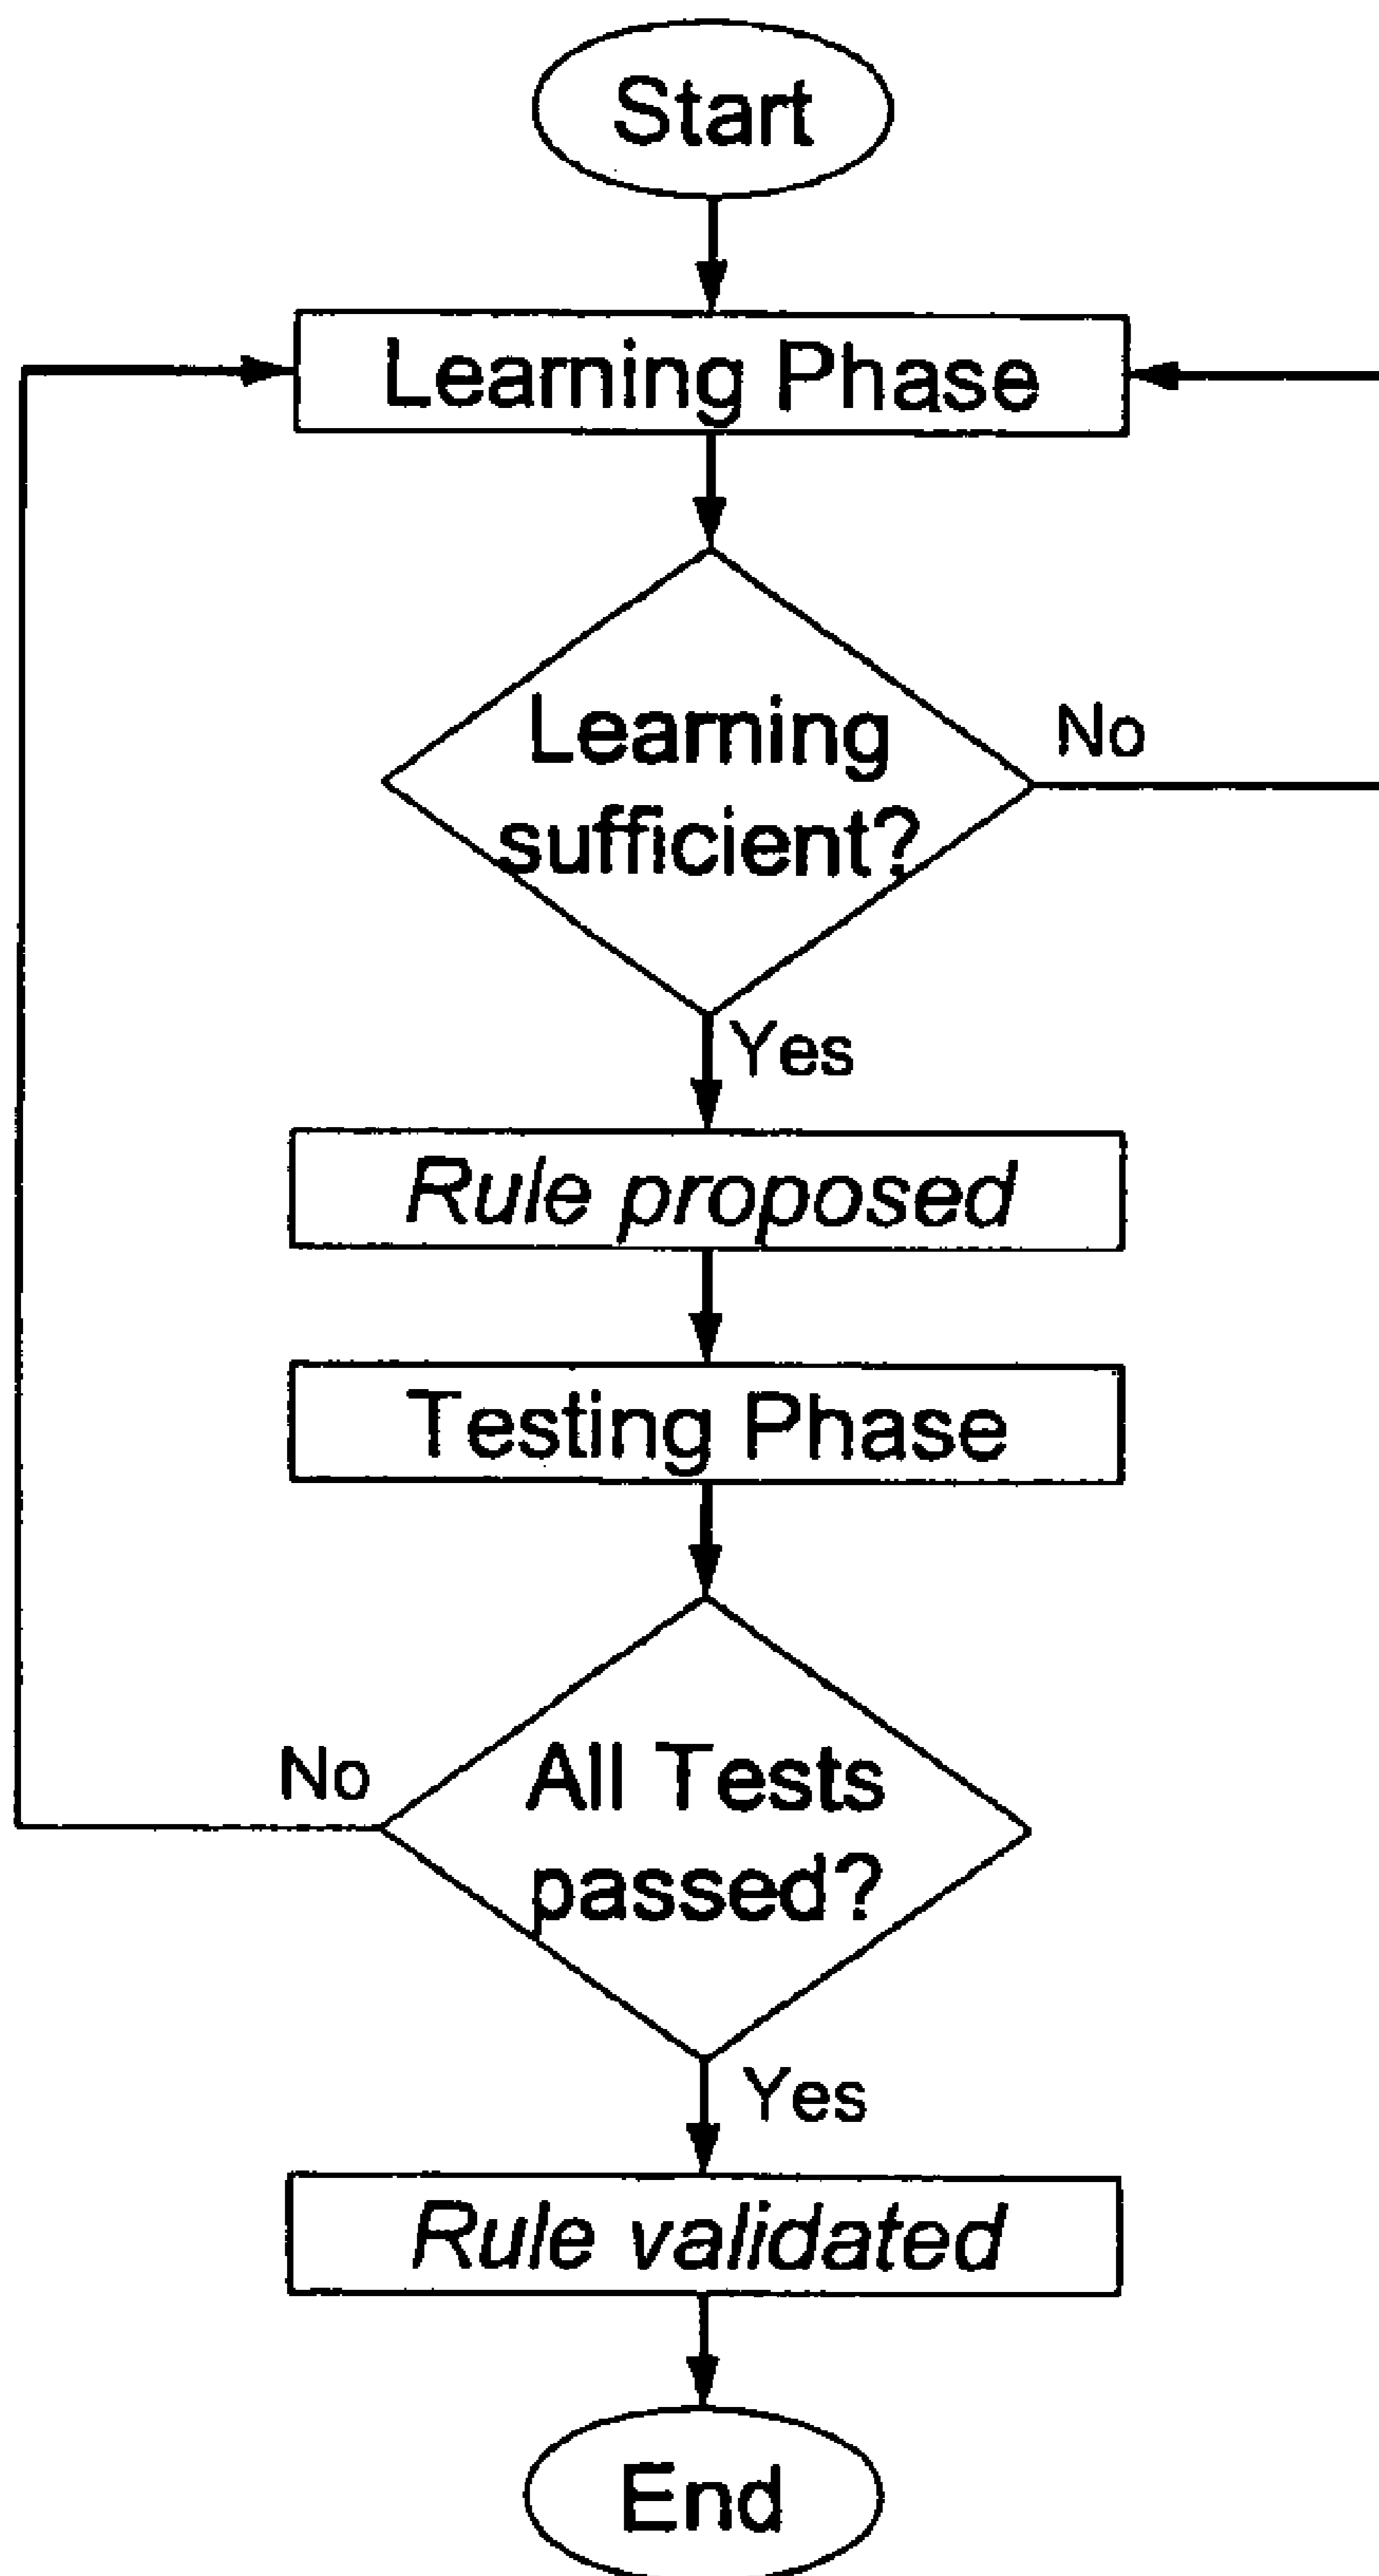 Start
Learning Phase
Learning
sufficient?
No
Yes
Rule proposed
Testing Phase
No
All Tests
passed?
Yes
Rule validated
End